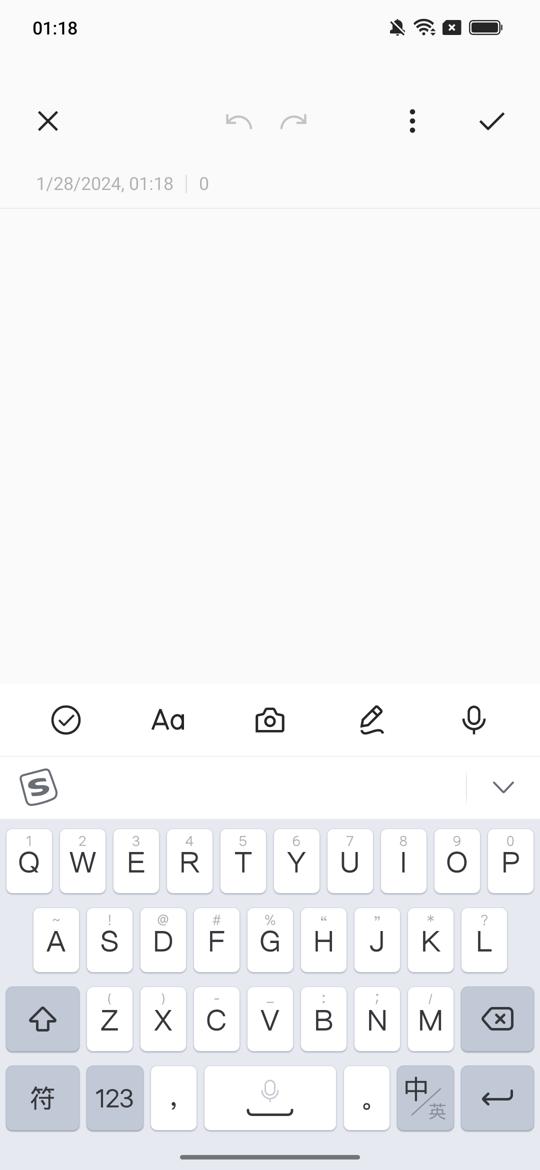 01:18
1/28/2024, 01:18 | 0
Aa
S
1 2 3 4 5 6 7 8 9 0
Q W E R T Y U I O P
~ ! @ # % “ ” * ?
A S D F G H J K L
( ) - _ : ; /
Z X C V B N M
符 123 , 。 中/英